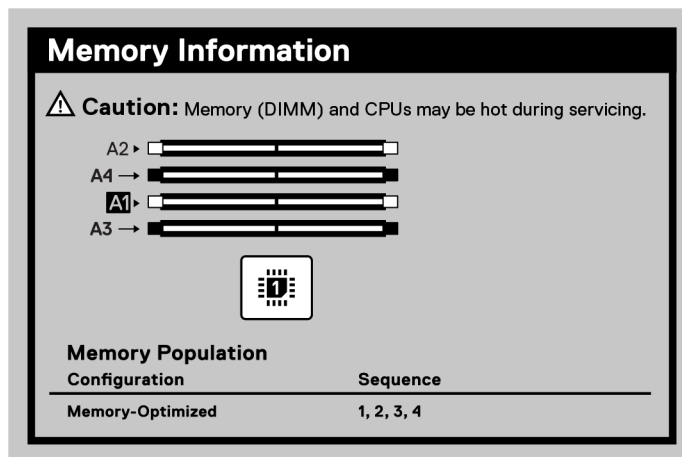 Memory Information
Caution: Memory (DIMM) and CPUs may be hot during servicing.
A2
A4
A1
A3
1
Memory Population
Configuration Sequence
Memory-Optimized 1, 2, 3, 4